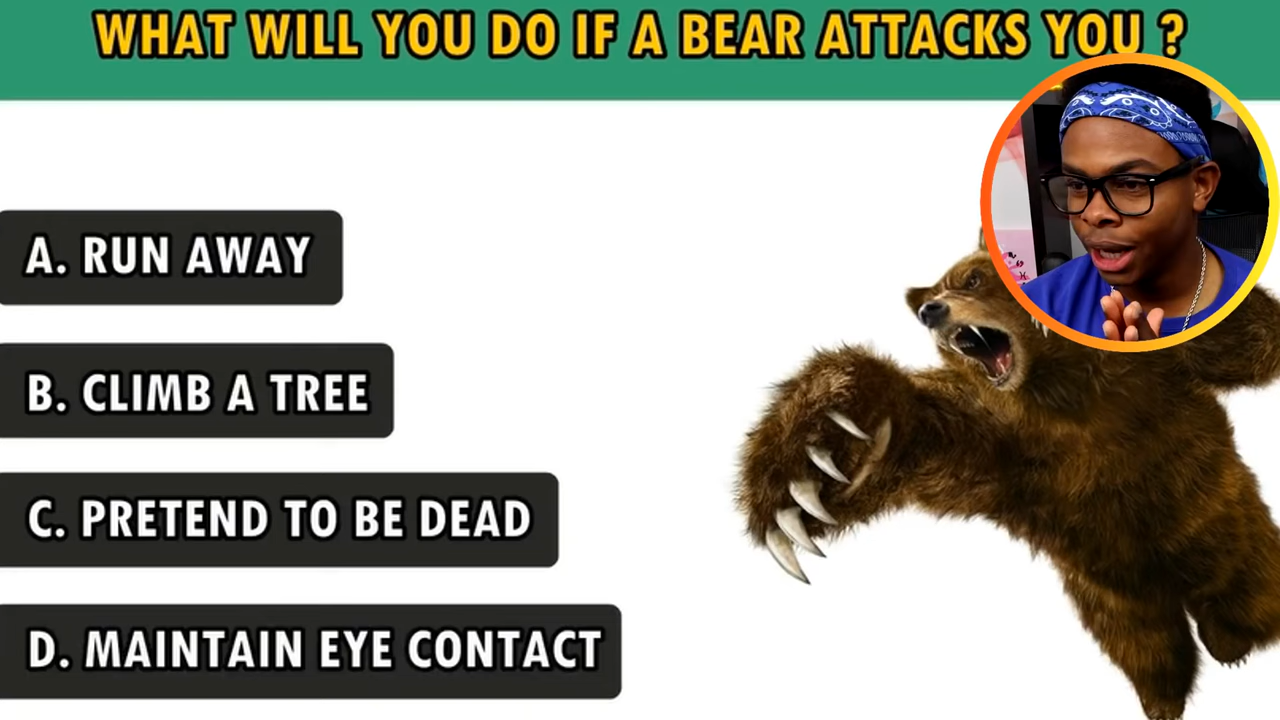 WHAT WILL YOU DO IF A BEAR ATTACKS YOU ?
A. RUN AWAY
B. CLIMB A TREE
C. PRETEND TO BE DEAD
D. MAINTAIN EYE CONTACT